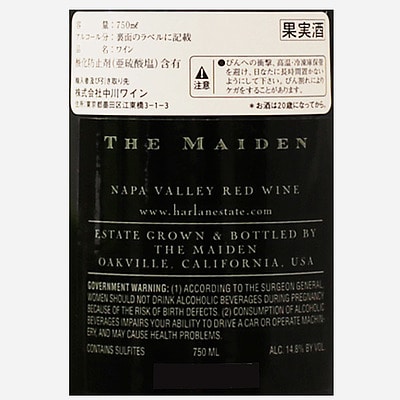 容　　量：750㎖
アルコール分：裏面のラベルに記載
品　　名：ワイン
酸化防止剤(亜硫酸塩)含有
輸入者及び引き取り先
株式会社中川ワイン
住所：東京都墨田区江東橋3-1-3
果実酒
注意
●びんへの衝撃、高温・冷凍保存
を避け、日なたに長時間置かない
ようにして下さい。びん割れにより
ケガをすることがあります。
＊お酒は20歳になってから。
THE MAIDEN
NAPA VALLEY RED WINE
www.harlanestate.com
ESTATE GROWN & BOTTLED BY
THE MAIDEN
OAKVILLE, CALIFORNIA, USA
GOVERNMENT WARNING: (1) ACCORDING TO THE SURGEON GENERAL,
WOMEN SHOULD NOT DRINK ALCOHOLIC BEVERAGES DURING PREGNANCY
BECAUSE OF THE RISK OF BIRTH DEFECTS. (2) CONSUMPTION OF ALCOHOLIC
BEVERAGES IMPAIRS YOUR ABILITY TO DRIVE A CAR OR OPERATE MACHIN-
ERY, AND MAY CAUSE HEALTH PROBLEMS.
CONTAINS SULFITES 750 ML ALC. 14.8% BY VOL